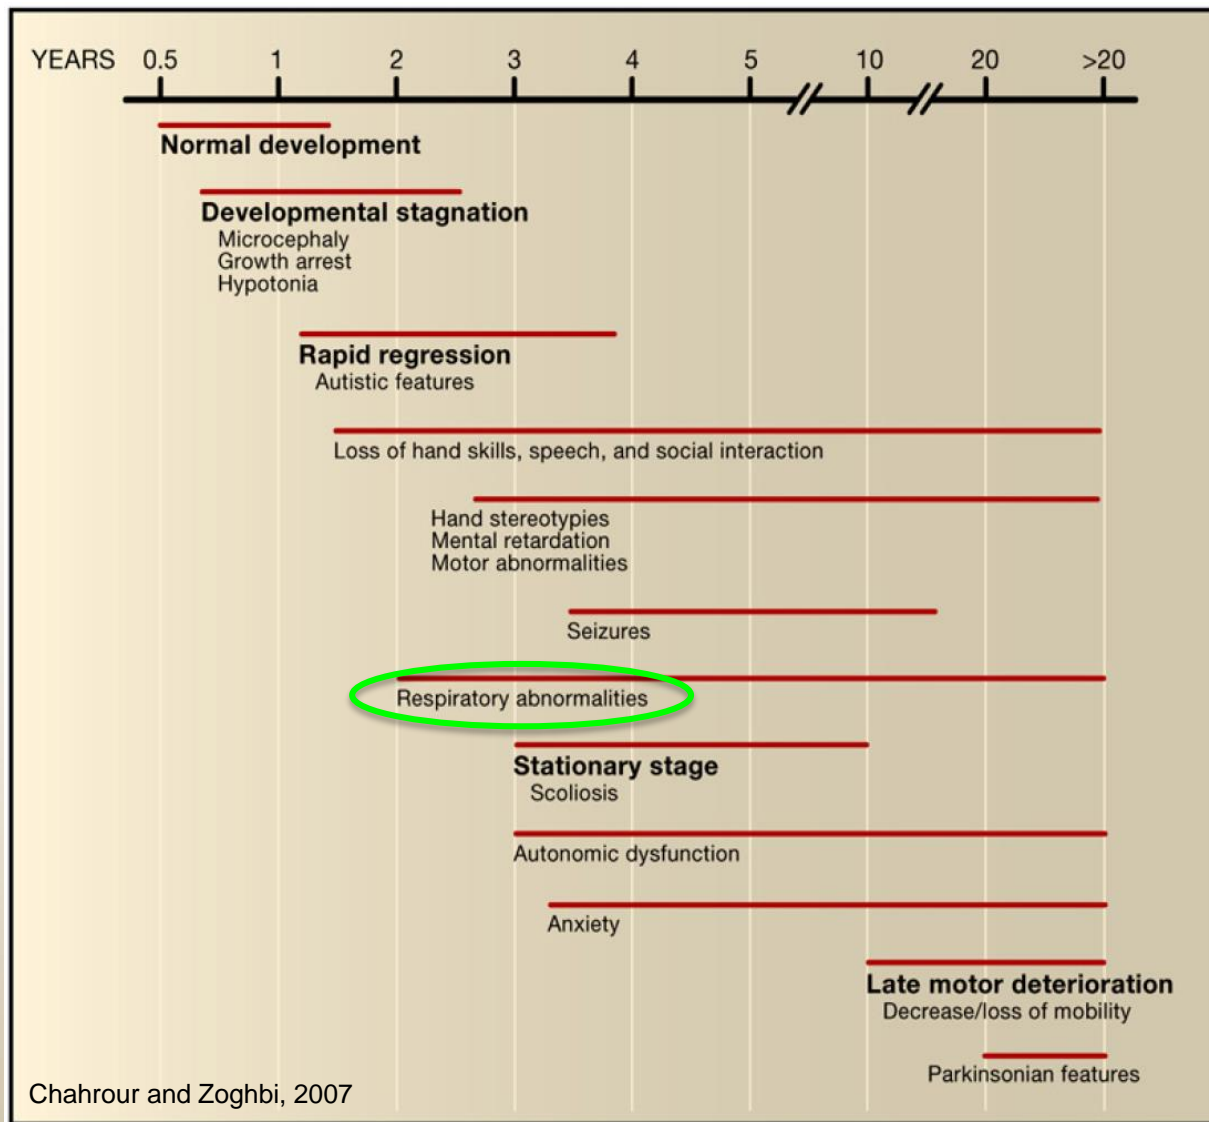 YEARS 0.5 1 2 3 4 5 10 20 >20
Normal development
Developmental stagnation
Microcephaly
Growth arrest
Hypotonia
Rapid regression
Autistic features
Loss of hand skills, speech, and social interaction
Hand stereotypies
Mental retardation
Motor abnormalities
Seizures
Respiratory abnormalities
Stationary stage
Scoliosis
Autonomic dysfunction
Anxiety
Late motor deterioration
Decrease/loss of mobility
Parkinsonian features
Chahrour and Zoghbi, 2007